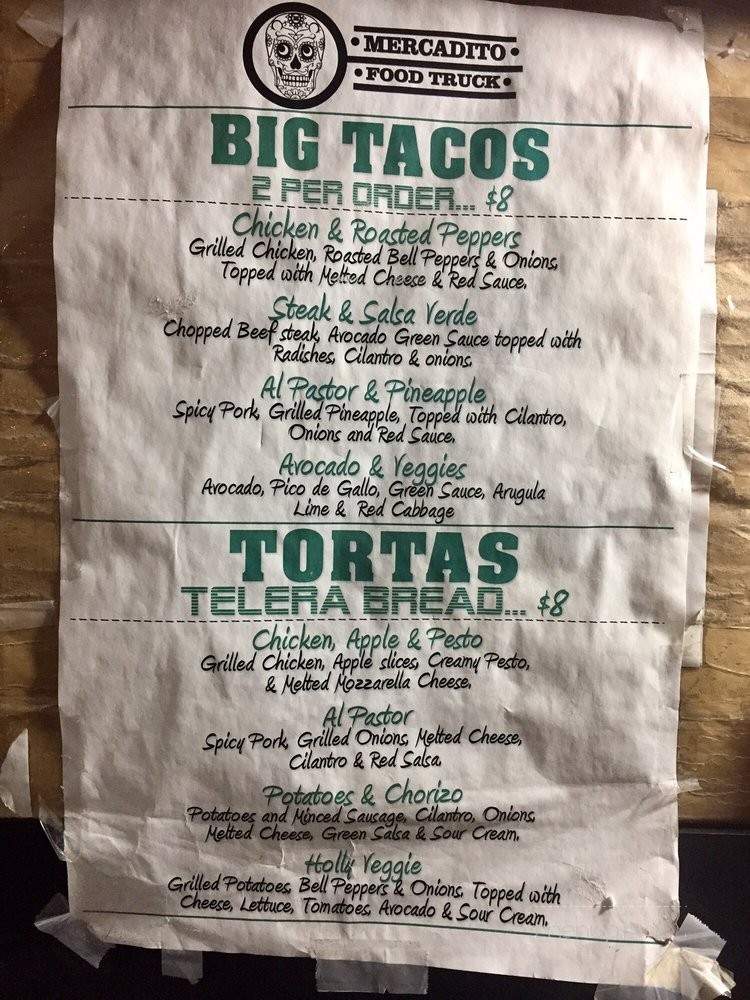 • MERCADITO •
• FOOD TRUCK •
BIG TACOS
2 PER ORDER... $8
Chicken & Roasted Peppers
Grilled Chicken, Roasted Bell Peppers & Onions,
Topped with Melted Cheese & Red Sauce.
Steak & Salsa Verde
Chopped Beef steak, Avocado Green Sauce topped with
Radishes, Cilantro & onions.
Al Pastor & Pineapple
Spicy Pork, Grilled Pineapple, Topped with Cilantro,
Onions and Red Sauce.
Avocado & Veggies
Avocado, Pico de Gallo, Green Sauce, Arugula
Lime & Red Cabbage
TORTAS
TELERA BREAD... $8
Chicken, Apple & Pesto
Grilled Chicken, Apple slices, Creamy Pesto,
& Melted Mozzarella Cheese.
Al Pastor
Spicy Pork, Grilled Onions, Melted Cheese,
Cilantro & Red Salsa.
Potatoes & Chorizo
Potatoes and Minced Sausage, Cilantro, Onions,
Melted Cheese, Green Salsa & Sour Cream.
Holly Veggie
Grilled Potatoes, Bell Peppers & Onions. Topped with
Cheese, Lettuce, Tomatoes, Avocado & Sour Cream.